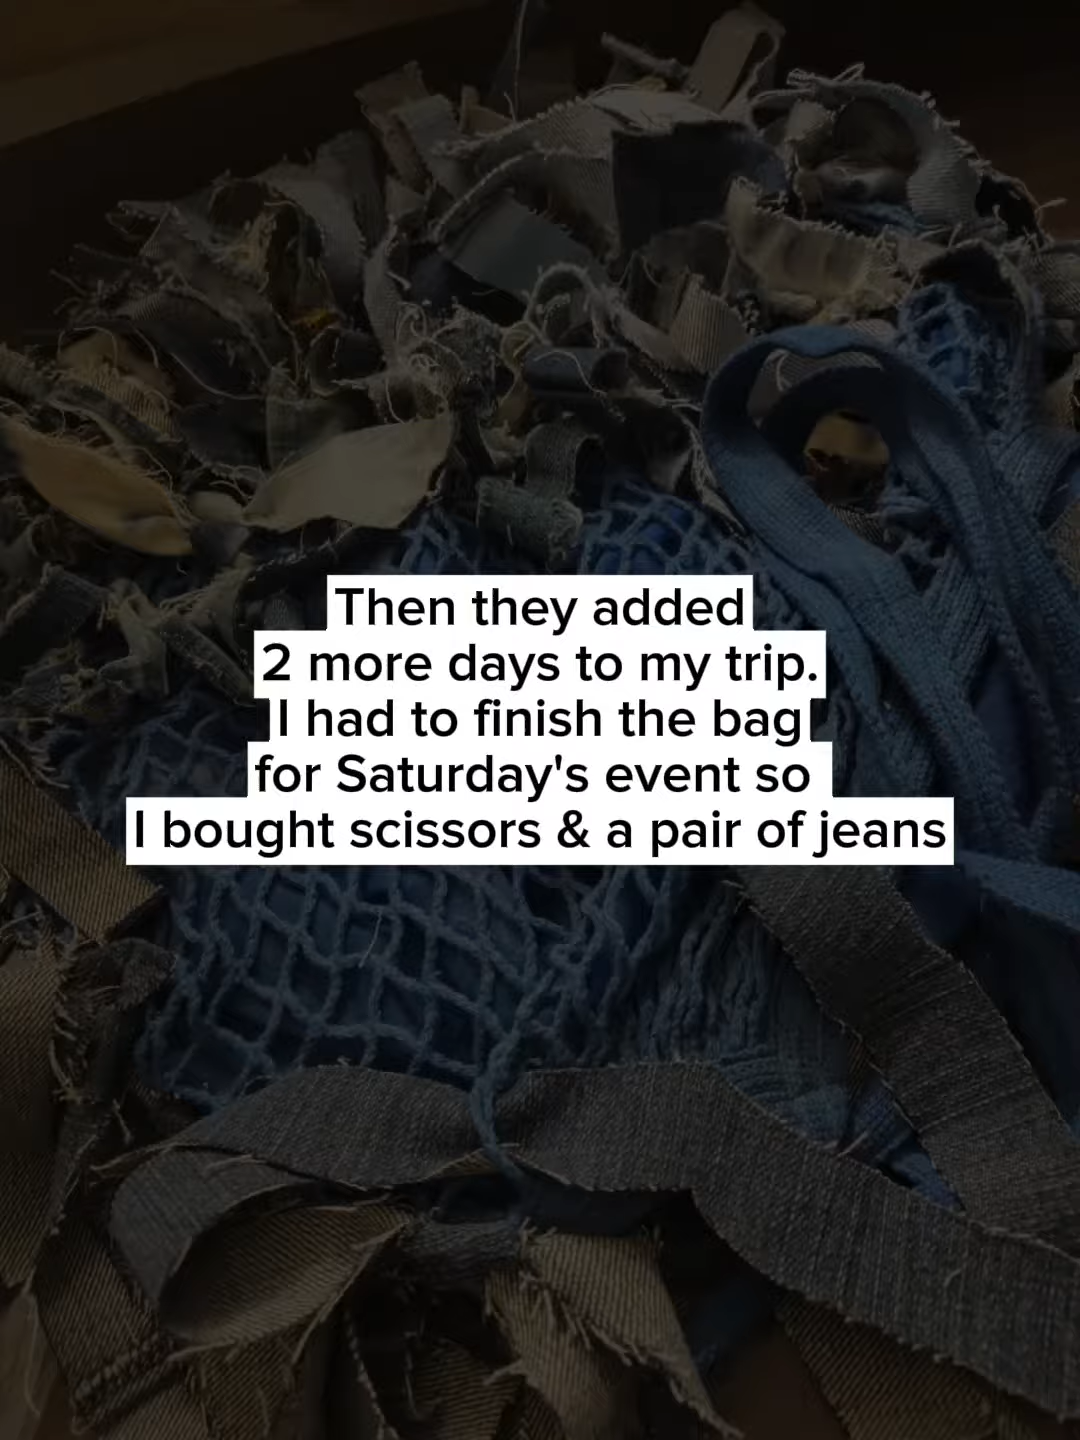 Then they added
2 more days to my trip.
I had to finish the bag
for Saturday's event so
I bought scissors & a pair of jeans